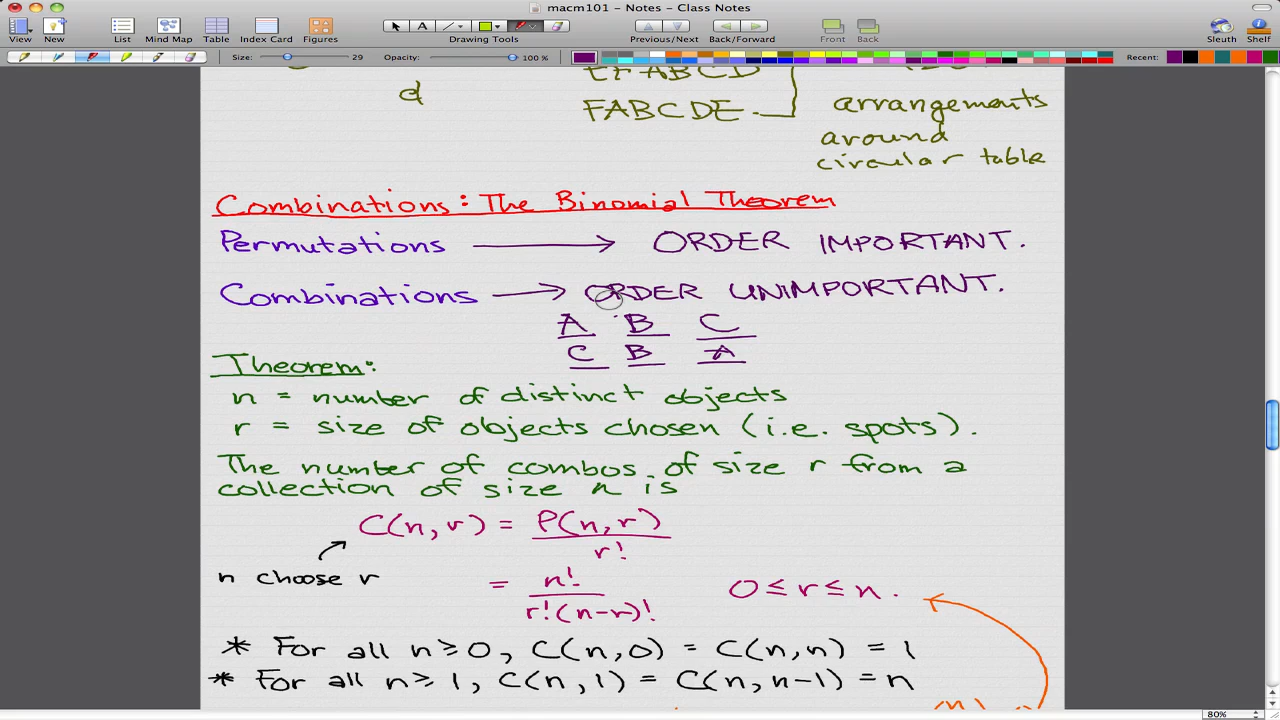 macm101 - Notes - Class Notes
View New List Mind Map Table Index Card Figures Drawing Tools Previous/Next Back/Forward Front Back Sleuth Shelf
Size: 29 Opacity: 100 % Recent:
d
EFABCD
FABCDE.
arrangements
around
circular table
Combinations: The Binomial Theorem
Permutations → ORDER IMPORTANT.
Combinations → ORDER UNIMPORTANT.
A B C
C B A
Theorem:
n = number of distinct objects
r = size of objects chosen (i.e. spots).
The number of combos. of size r from a
collection of size n is
C(n,r) = P(n,r)
r!
n choose r
= n!
r!(n-r)!
0 ≤ r ≤ n.
* For all n ≥ 0, C(n,0) = C(n,n) = 1
* For all n ≥ 1, C(n,1) = C(n,n-1) = n
80%